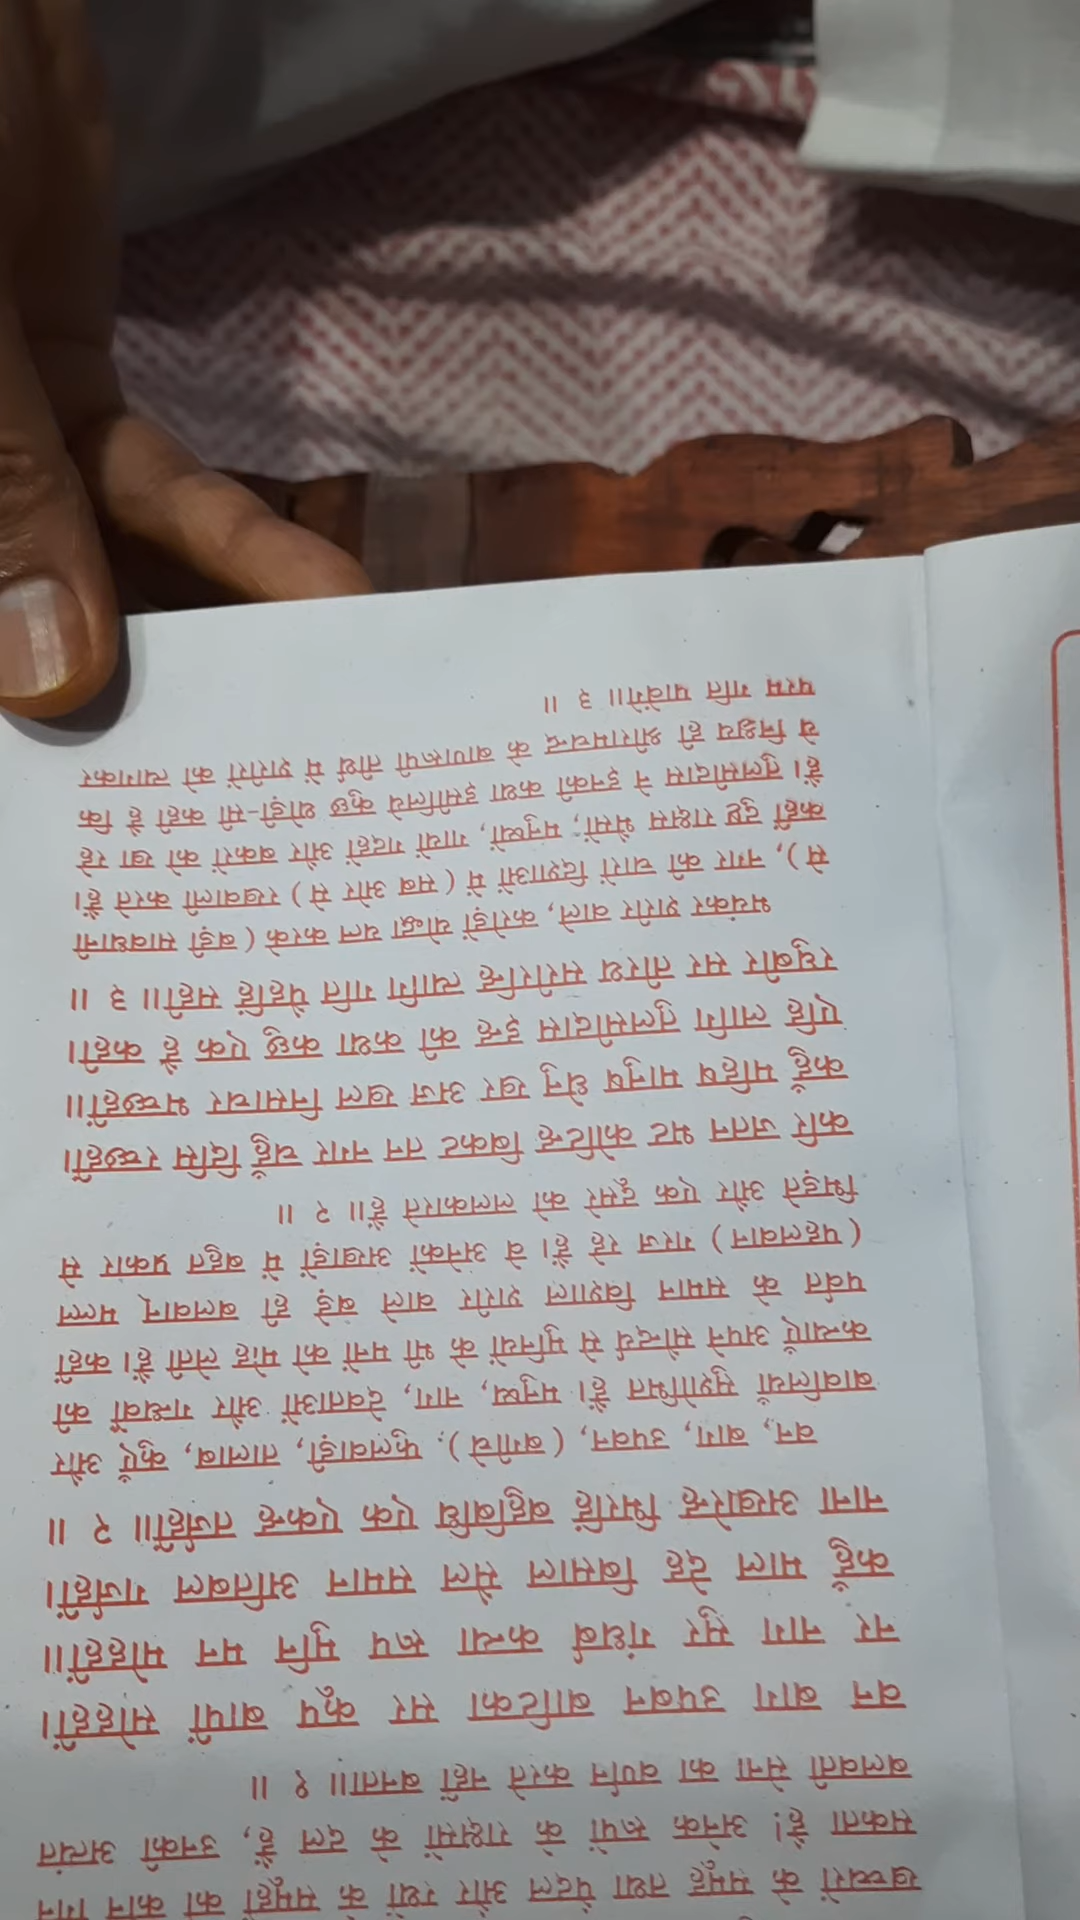 खच्चरों के समूह तथा पैदल और रथों के समूहों को कौन गिन
सकता है! अनेक रूपों के राक्षसों के दल हैं, उनकी अत्यंत
बलवती सेना का वर्णन करते नहीं बनता॥ १ ॥
बन बाग उपबन बाटिका सर कूप बापीं सोहहीं।
नर नाग सुर गंधर्ब कन्या रूप मुनि मन मोहहीं॥
कहुँ माल देह बिसाल सैल समान अतिबल गर्जहीं।
नाना अखारेन्ह भिरहिं बहुबिधि एक एकन्ह तर्जहीं॥ २ ॥
वन, बाग, उपवन, (बगीचे), फुलवाड़ी, तालाब, कुएँ और
बावलियाँ सुशोभित हैं। मनुष्य, नाग, देवताओं और गन्धर्वों की
कन्याएँ अपने सौन्दर्य से मुनियों के भी मनों को मोह लेती हैं। कहीं
पर्वत के समान विशाल शरीर वाले बड़े ही बलवान् मल्ल
(पहलवान) गरज रहे हैं। वे अनेकों अखाड़ों में बहुत प्रकार से
भिड़ते और एक दूसरे को ललकारते हैं॥ २ ॥
करि जतन भट कोटिन्ह बिकट तन नगर चहुँ दिसि रच्छहीं।
कहुँ महिष मानुष धेनु खर अज खल निसाचर भच्छहीं॥
एहि लागि तुलसीदास इन्ह की कथा कछु एक है कही।
रघुबीर सर तीरथ सरीरन्हि त्यागि गति पैहहिं सही॥ ३ ॥
भयंकर शरीर वाले, करोड़ों योद्धा यत्न करके (बड़ी सावधानी
से), नगर की चारों दिशाओं में (सब ओर से) रखवाली करते हैं।
कहीं दुष्ट राक्षस भैंसों, मनुष्यों, गायों गदहों और बकरों को खा रहे
हैं। तुलसीदास ने इनकी कथा इसीलिये कुछ थोड़ी-सी कही है कि
ये निश्चय ही श्रीरामचन्द्र के बाणरूपी तीर्थ में शरीरों को त्यागकर
परम गति पावेंगे॥ ३ ॥